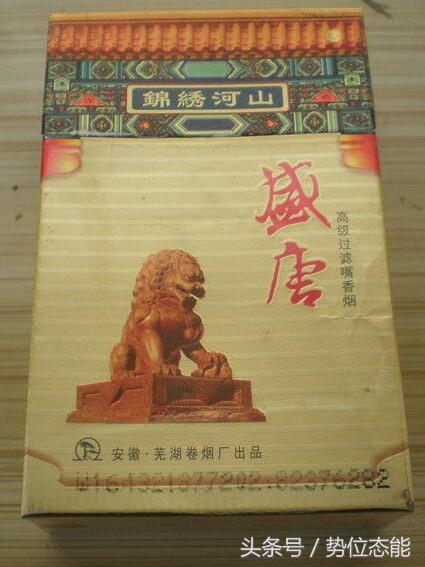 錦綉河山
盛唐
高级过滤嘴香烟
安徽·芜湖卷烟厂出品
头条号 / 势位态能